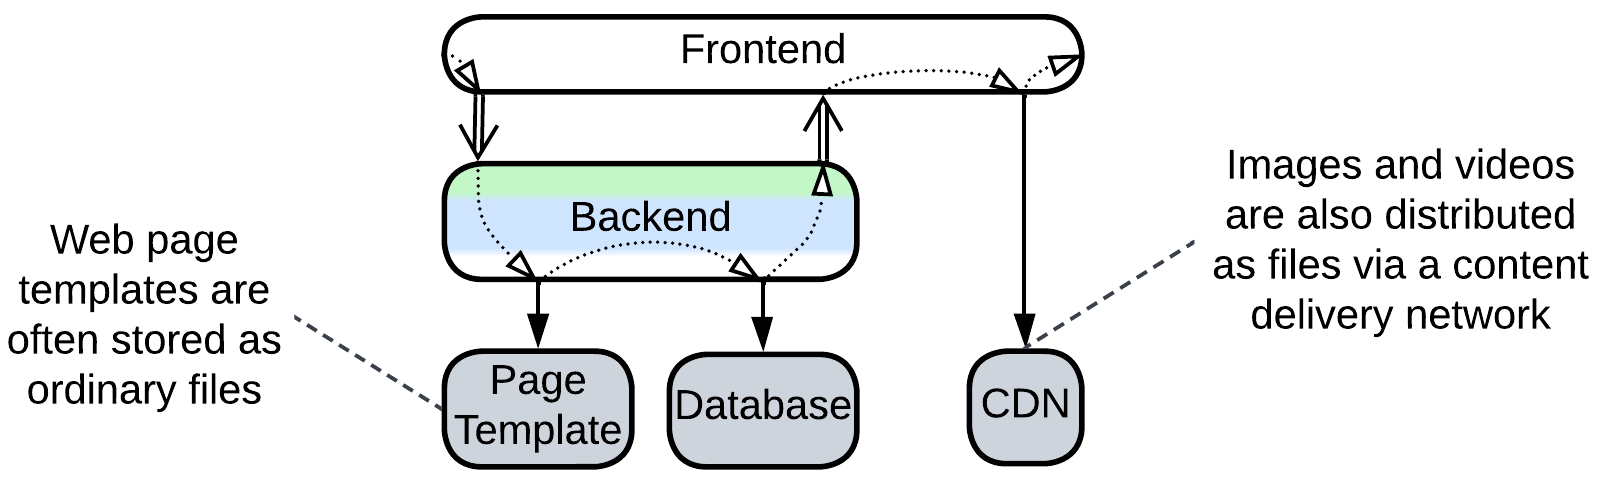 Frontend
Backend
Web page
templates are
often stored as
ordinary files
Page
Template
Database
CDN
Images and videos
are also distributed
as files via a content
delivery network